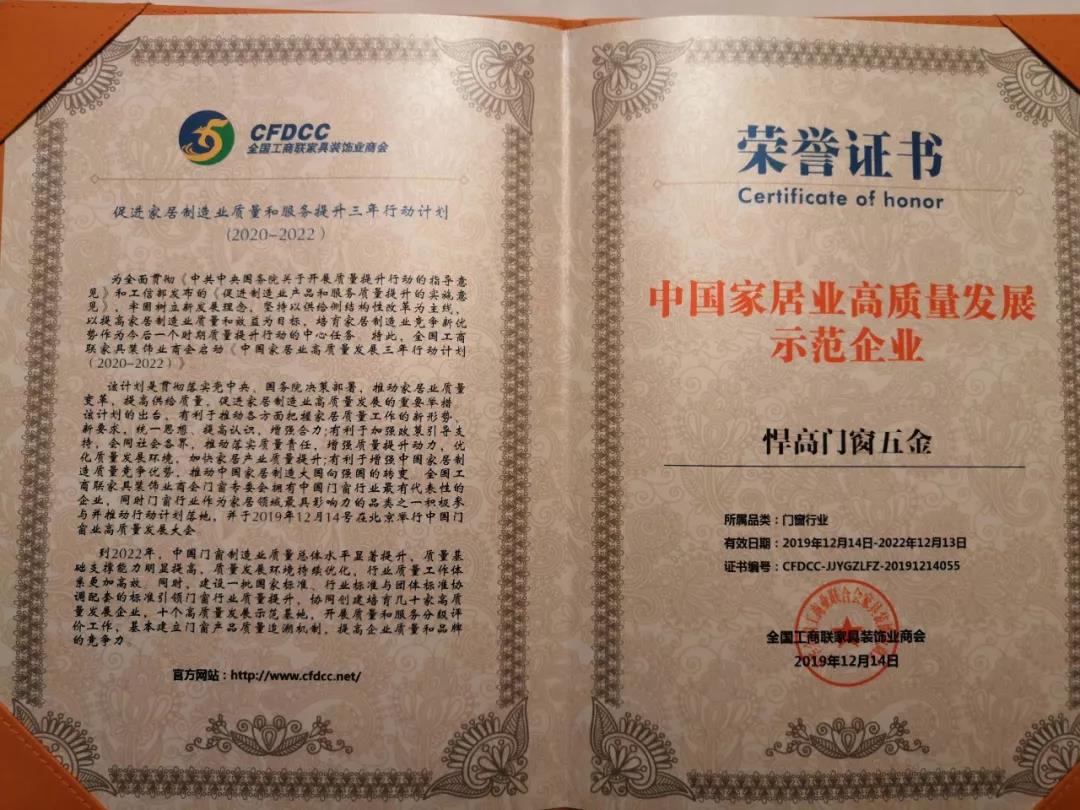 CFDCC
全国工商联家具装饰业商会
促进家居制造业质量和服务提升三年行动计划
(2020-2022)
为全面贯彻《中共中央国务院关于开展质量提升行动的指导意
见》和工信部发布的《促进制造业产品和服务质量提升的实施意
见》，牢固树立新发展理念，坚持以供给侧结构性改革为主线，
以提高家居制造业质量和效益为目标，培育家居制造业竞争新优
势作为今后一个时期质量提升行动的中心任务。特此，全国工商
联家具装饰业商会启动《中国家居业高质量发展三年行动计划
(2020-2022)》
该计划是贯彻落实党中央、国务院决策部署，推动家居业质量
变革，提高供给质量，促进家居制造业高质量发展的重要举措。
该计划的出台，有利于推动各方面把握家居质量工作的新形势、
新要求，统一思想、提高认识，增强合力;有利于加强政策引导支
持，会同社会各界，推动落实质量责任，增强质量提升动力，优
化质量发展环境，加快家居产业质量提升;有利于增强中国家居制
造质量竞争优势，推动中国家居制造大国向强国的转变。全国工
商联家具装饰业商会门窗专委会拥有中国门窗行业最有代表性的
企业，同时门窗行业作为家居领域最具影响力的品类之一积极参
与并推动行动计划落地，并于2019年12月14号在北京举行中国门
窗业高质量发展大会。
到2022年，中国门窗制造业质量总体水平显著提升，质量基
础支撑能力明显提高，质量发展环境持续优化，行业质量工作体
系更加高效。同时，建设一批国家标准、行业标准与团体标准协
调配套的标准引领门窗行业质量提升，协同创建培育几十家高质
量发展企业，十个高质量发展示范基地，开展质量和服务分级评
价工作，基本建立门窗产品质量追溯机制，提高企业质量和品牌
的竞争力。
官方网站：http://www.cfdcc.net/
荣誉证书
Certificate of honor
中国家居业高质量发展
示范企业
悍高门窗五金
所属品类：门窗行业
有效日期：2019年12月14日-2022年12月13日
证书编号：CFDCC-JJYGZLFZ-20191214055
全国工商联家具装饰业商会
2019年12月14日